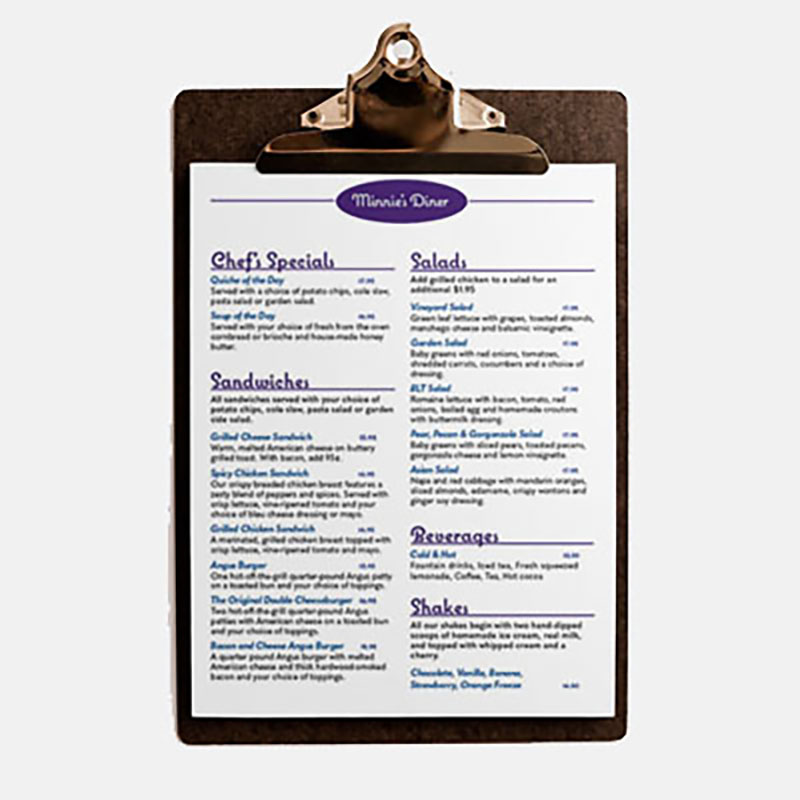 Minnie's Diner
Chef's Specials
Quiche of the Day
Served with a choice of potato chips, cole slaw,
pasta salad or garden salad.
Soup of the Day
Served with your choice of fresh from the oven
cornbread or brioche and house-made honey
butter.
Sandwiches
All sandwiches served with your choice of
potato chips, cole slaw, pasta salad or garden
side salad.
Grilled Cheese Sandwich
Warm, malted American cheese on buttery
grilled toast. With bacon, add 95¢.
Spicy Chicken Sandwich
Our crispy breaded chicken breast features a
zesty blend of peppers and spices. Served with
crisp lettuce, vine-ripened tomato and your
choice of bleu cheese dressing or mayo.
Grilled Chicken Sandwich
A marinated, grilled chicken breast topped with
crisp lettuce, vine-ripened tomato and mayo.
Angus Burger
One hot-off-the-grill quarter-pound Angus patty
on a toasted bun and your choice of toppings.
The Original Double Cheeseburger
Two hot-off-the-grill quarter-pound Angus
patties with American cheese on a toasted bun
and your choice of toppings.
Bacon and Cheese Angus Burger
A quarter pound Angus burger with melted
American cheese and thick hardwood-smoked
bacon and your choice of toppings.
Salads
Add grilled chicken to a salad for an
additional $1.95
Vineyard Salad
Green leaf lettuce with grapes, toasted almonds,
manchego cheese and balsamic vinaigrette.
Garden Salad
Baby greens with red onions, tomatoes,
shredded carrots, cucumbers and a choice of
dressing.
BLT Salad
Romaine lettuce with bacon, tomato, red
onions, boiled egg and homemade croutons
with buttermilk dressing.
Pear, Pecan & Gorgonzola Salad
Baby greens with sliced pears, toasted pecans,
gorgonzola cheese and lemon vinaigrette.
Asian Salad
Napa and red cabbage with mandarin oranges,
sliced almonds, edamame, crispy wontons and
ginger soy dressing.
Beverages
Cold & Hot
Fountain drinks, Iced tea, Fresh squeezed
lemonade, Coffee, Tea, Hot cocoa
Shakes
All our shakes begin with two hand-dipped
scoops of homemade ice cream, real milk,
and topped with whipped cream and a
cherry.
Chocolate, Vanilla, Banana,
Strawberry, Orange Freeze